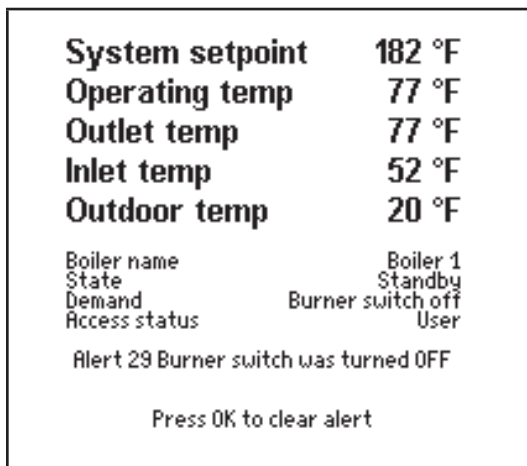 System setpoint 182 °F
Operating temp 77 °F
Outlet temp 77 °F
Inlet temp 52 °F
Outdoor temp 20 °F
Boiler name Boiler 1
State Standby
Demand Burner switch off
Access status User
Alert 29 Burner switch was turned OFF
Press OK to clear alert